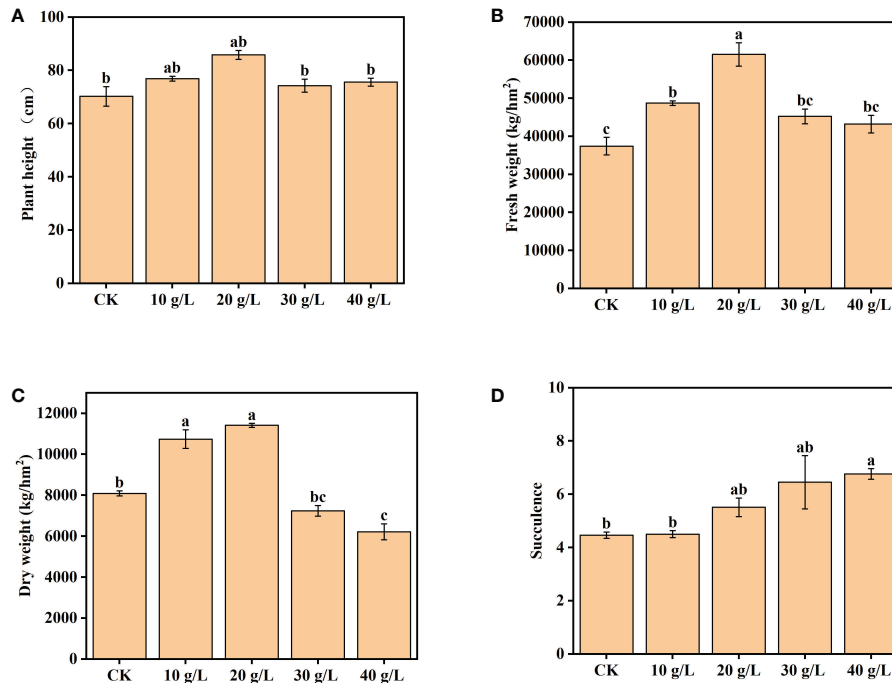 A
Plant height（cm）
100
80
60
40
20
0
b
ab
ab
b
b
CK
10 g/L
20 g/L
30 g/L
40 g/L
B
Fresh weight (kg/hm²)
70000
60000
50000
40000
30000
20000
10000
0
c
b
a
bc
bc
CK
10 g/L
20 g/L
30 g/L
40 g/L
C
Dry weight (kg/hm²)
12000
10000
8000
6000
4000
2000
0
b
a
a
bc
c
CK
10 g/L
20 g/L
30 g/L
40 g/L
D
Succulence
10
8
6
4
2
0
b
b
ab
ab
a
CK
10 g/L
20 g/L
30 g/L
40 g/L